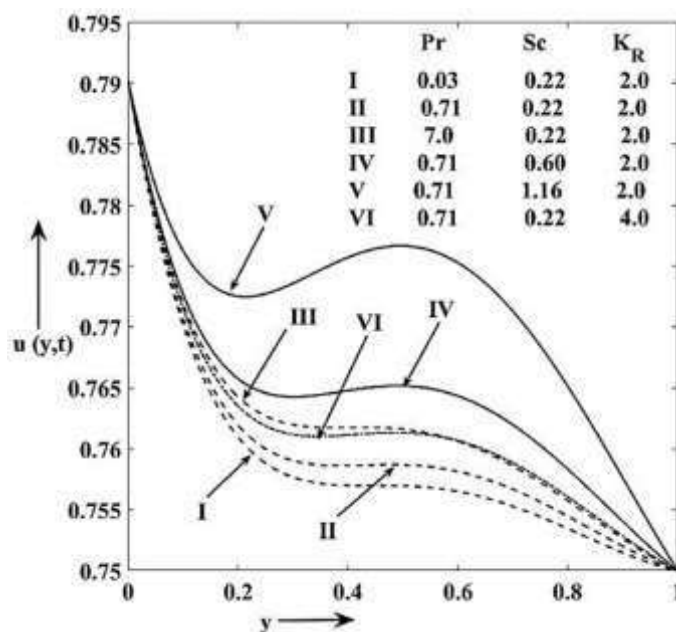 0.795
Pr Sc K_R
I 0.03 0.22 2.0
II 0.71 0.22 2.0
III 7.0 0.22 2.0
IV 0.71 0.60 2.0
V 0.71 1.16 2.0
VI 0.71 0.22 4.0
0.79
0.785
0.78
0.775
0.77
0.765
0.76
0.755
0.75
u (y,t)
V
III
VI
IV
I
II
0 0.2 0.4 0.6 0.8 1
y